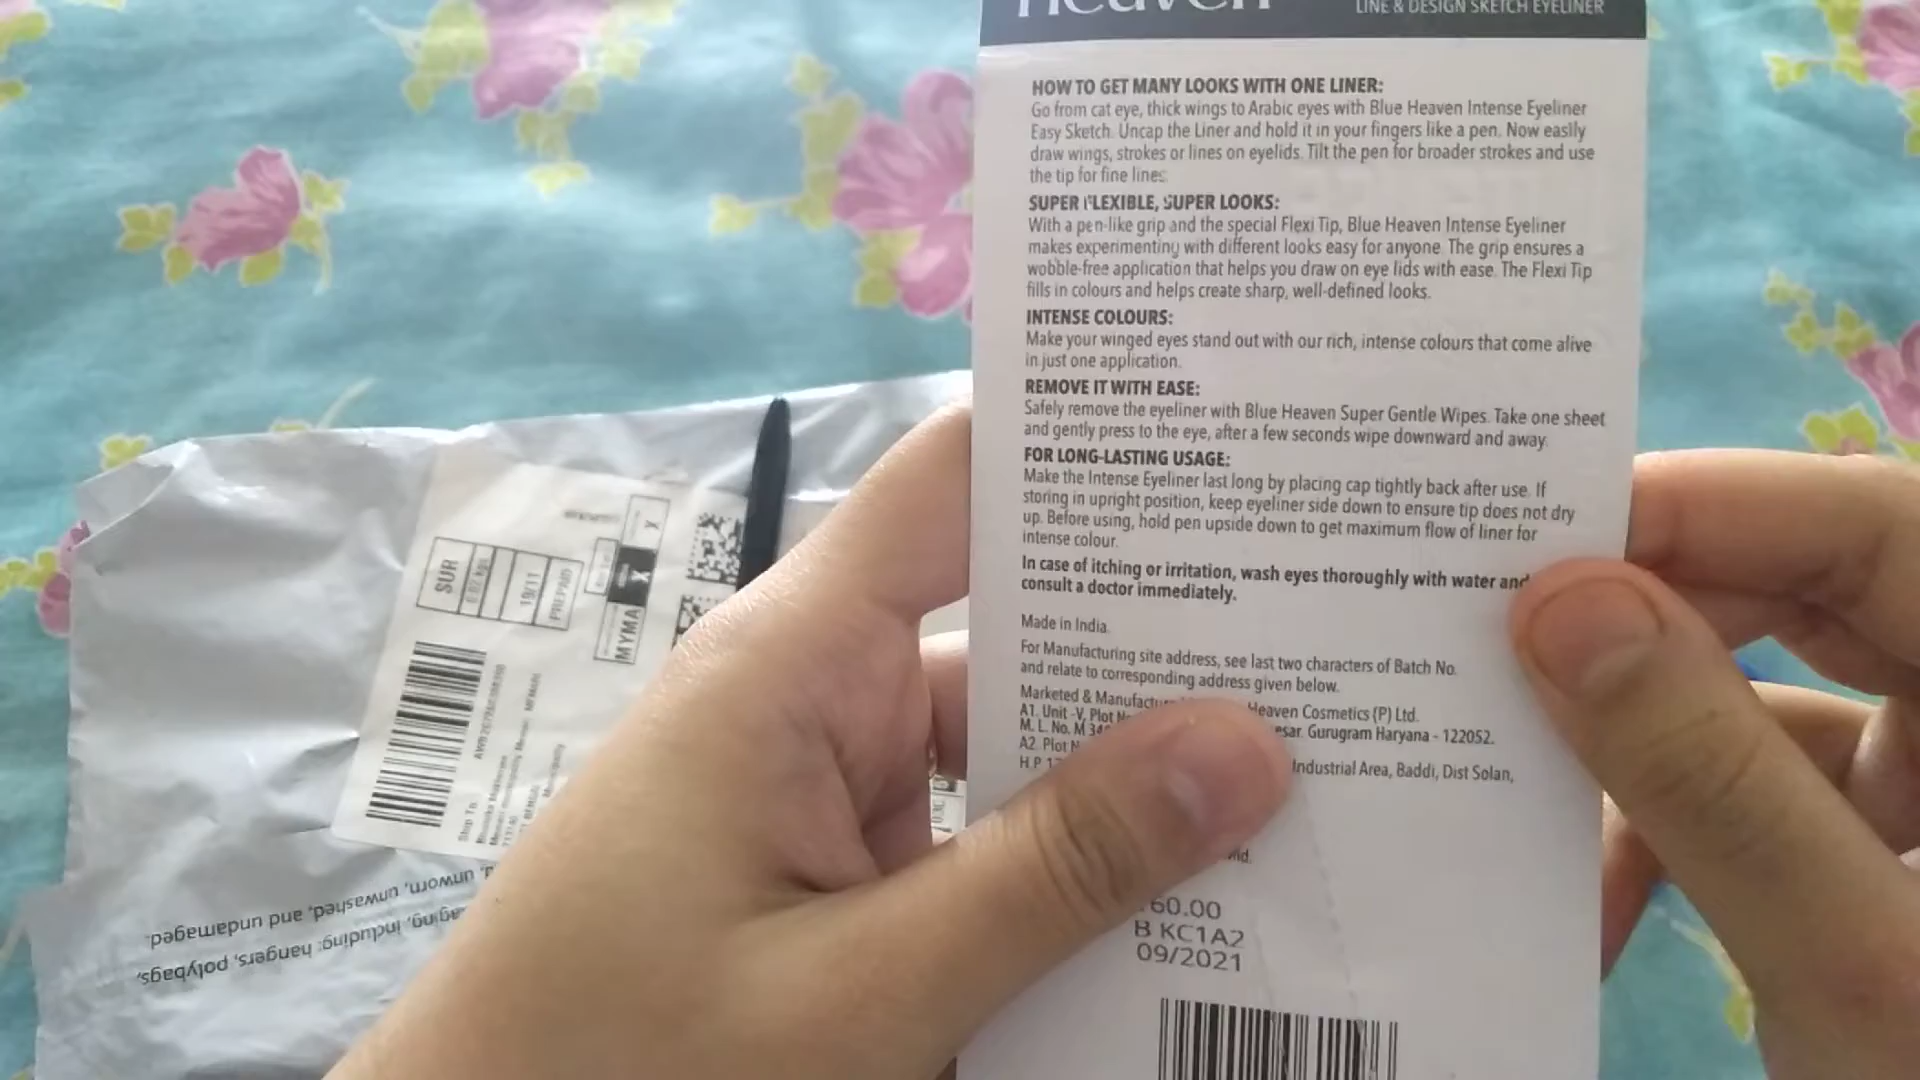 heaven
LINE & DESIGN SKETCH EYELINER
HOW TO GET MANY LOOKS WITH ONE LINER:
Go from cat eye, thick wings to Arabic eyes with Blue Heaven Intense Eyeliner
Easy Sketch. Uncap the Liner and hold it in your fingers like a pen. Now easily
draw wings, strokes or lines on eyelids. Tilt the pen for broader strokes and use
the tip for fine lines
SUPER FLEXIBLE, SUPER LOOKS:
With a pen-like grip and the special Flexi Tip, Blue Heaven Intense Eyeliner
makes experimenting with different looks easy for anyone. The grip ensures a
wobble-free application that helps you draw on eye lids with ease. The Flexi Tip
fills in colours and helps create sharp, well-defined looks.
INTENSE COLOURS:
Make your winged eyes stand out with our rich, intense colours that come alive
in just one application.
REMOVE IT WITH EASE:
Safely remove the eyeliner with Blue Heaven Super Gentle Wipes. Take one sheet
and gently press to the eye, after a few seconds wipe downward and away.
FOR LONG-LASTING USAGE:
Make the Intense Eyeliner last long by placing cap tightly back after use. If
storing in upright position, keep eyeliner side down to ensure tip does not dry
up. Before using, hold pen upside down to get maximum flow of liner for
intense colour.
In case of itching or irritation, wash eyes thoroughly with water and
consult a doctor immediately.
Made in India.
For Manufacturing site address, see last two characters of Batch No.
and relate to corresponding address given below.
Marketed & Heaven Cosmetics (P) Ltd.
A1. Unit -V, Plot Gurugram Haryana - 122052.
M. L. No. M
A2. Plot Industrial Area, Baddi, Dist Solan,
H.P.
60.00
B KC1A2
09/2021
SUR
19/11
PREPAID
MYMA
X
Y
Ship To:
unworn, unwashed, and undamaged.
including: hangers, polybags,